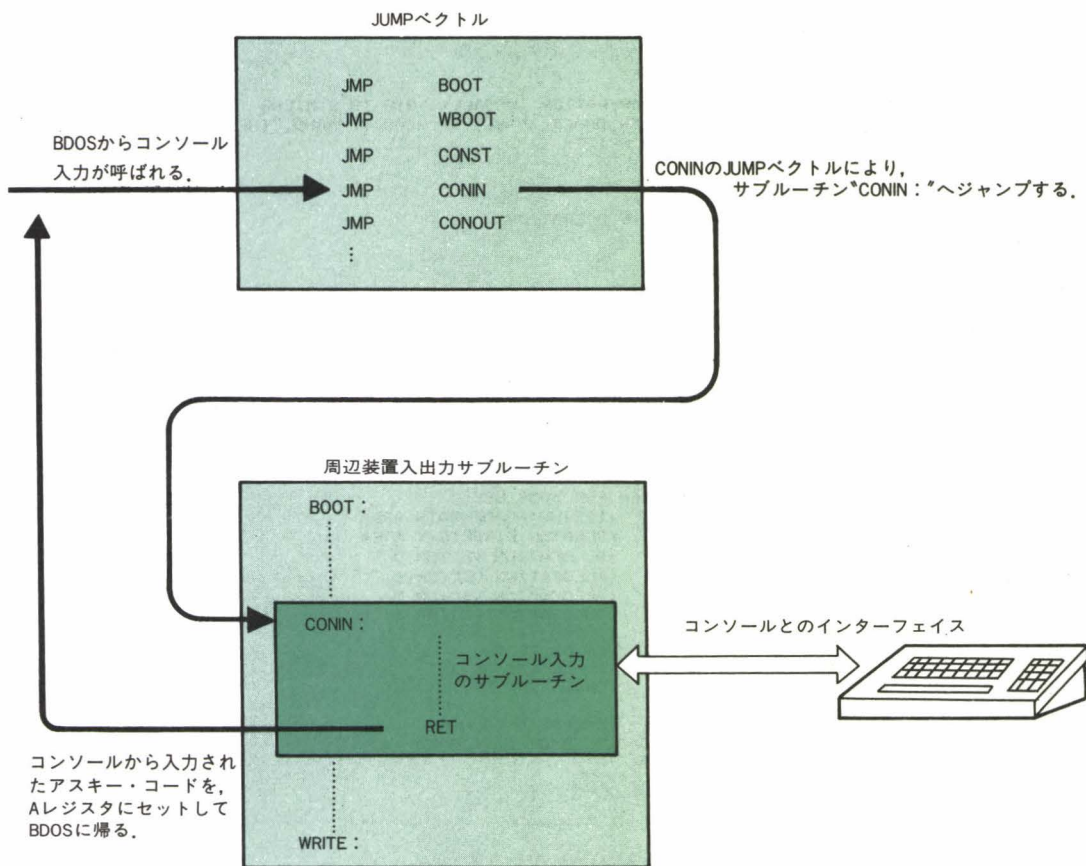 JUMPベクトル
JMP BOOT
JMP WBOOT
JMP CONST
JMP CONIN
JMP CONOUT
⋮
BDOSからコンソール
入力が呼ばれる.
CONINのJUMPベクトルにより,
サブルーチン“CONIN:”へジャンプする.
周辺装置入出力サブルーチン
BOOT:
CONIN:
コンソール入力
のサブルーチン
RET
WRITE:
コンソールとのインターフェイス
コンソールから入力され
たアスキー・コードを,
Aレジスタにセットして
BDOSに帰る.